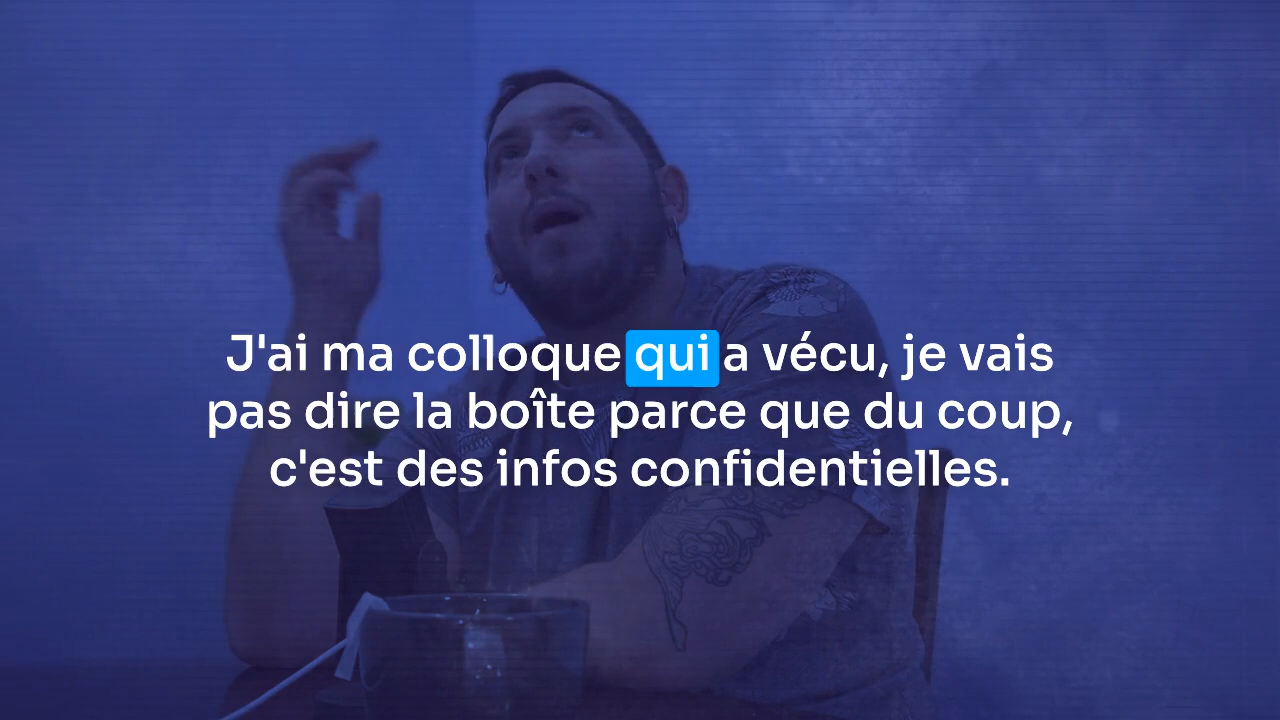 J'ai ma colloque qui a vécu, je vais
pas dire la boîte parce que du coup,
c'est des infos confidentielles.